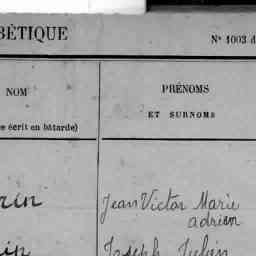 BÉTIQUE
N° 1003 d
NOM
e écrit en bâtarde)
PRÉNOMS
ET SURNOMS
Jean Victor Marie
adrien
Joseph Julien